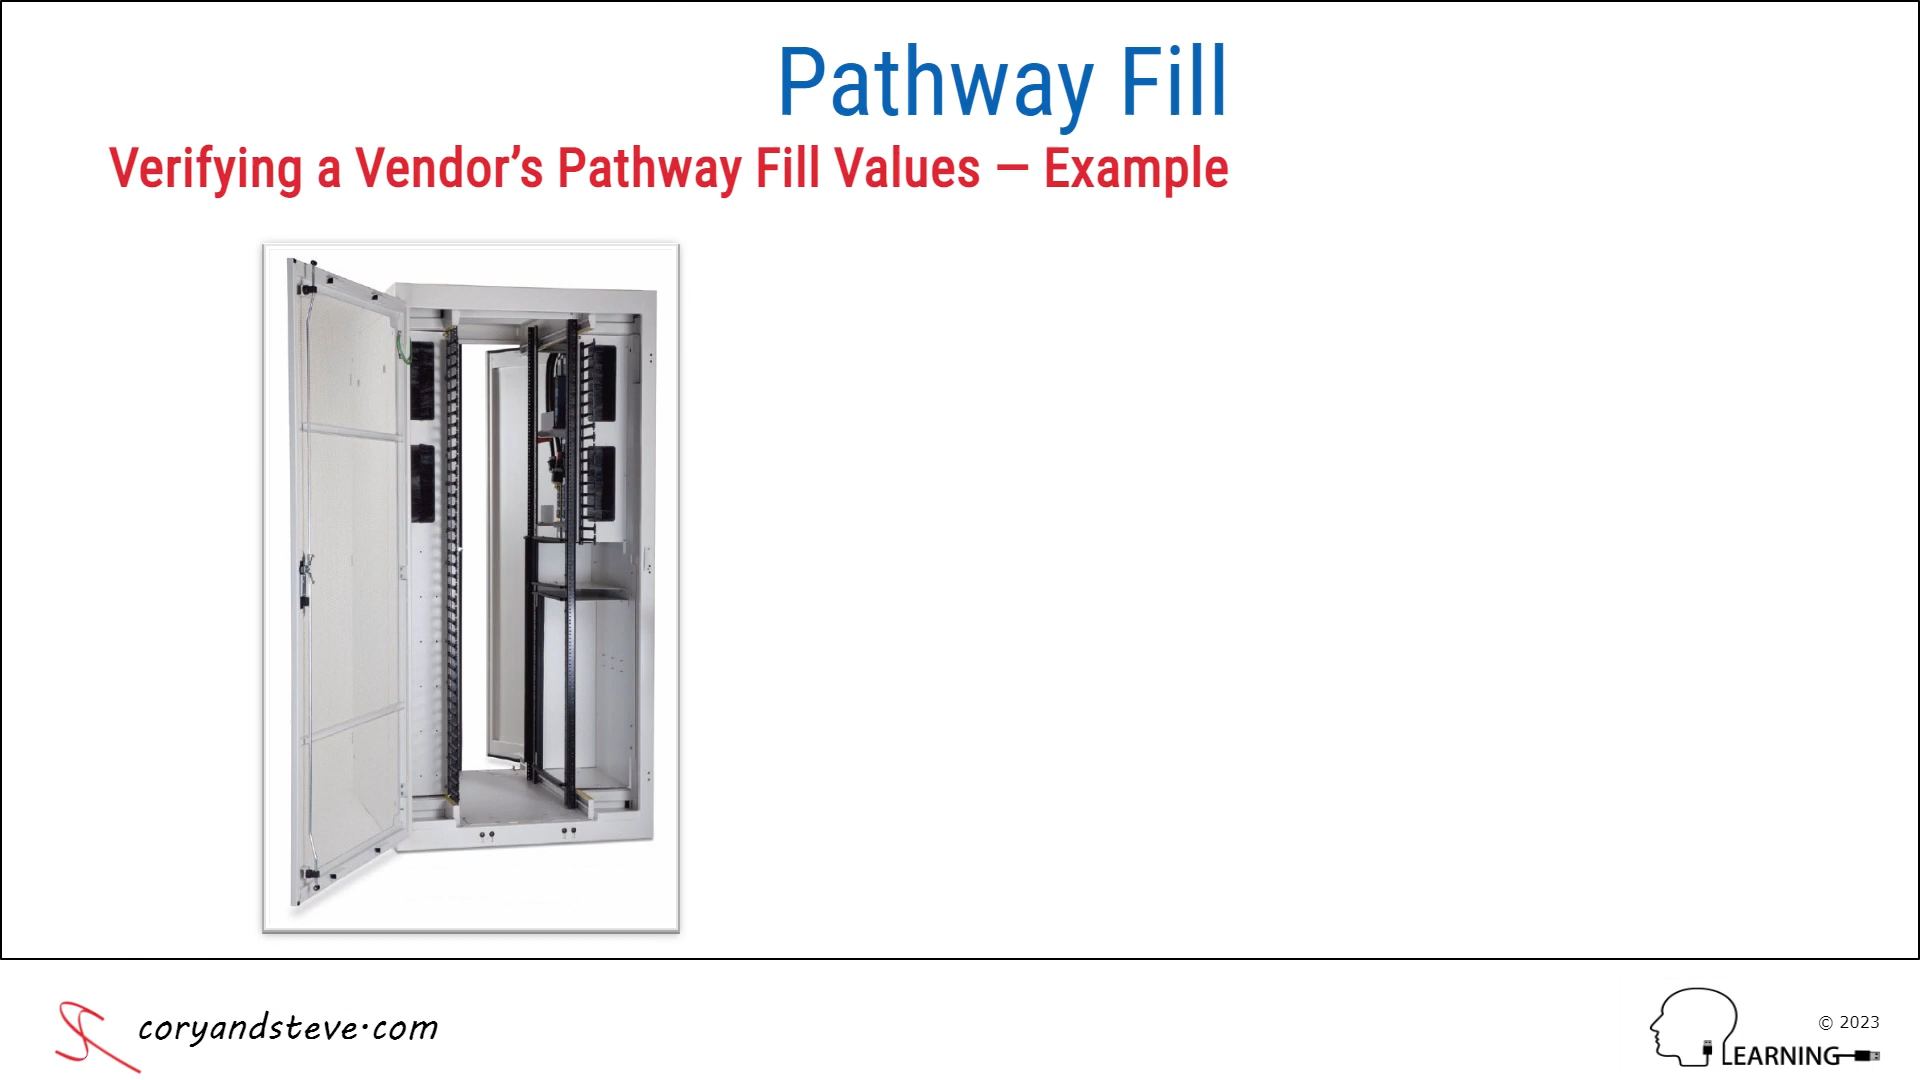 Pathway Fill
Verifying a Vendor’s Pathway Fill Values — Example
coryandsteve.com
© 2023
LEARNING